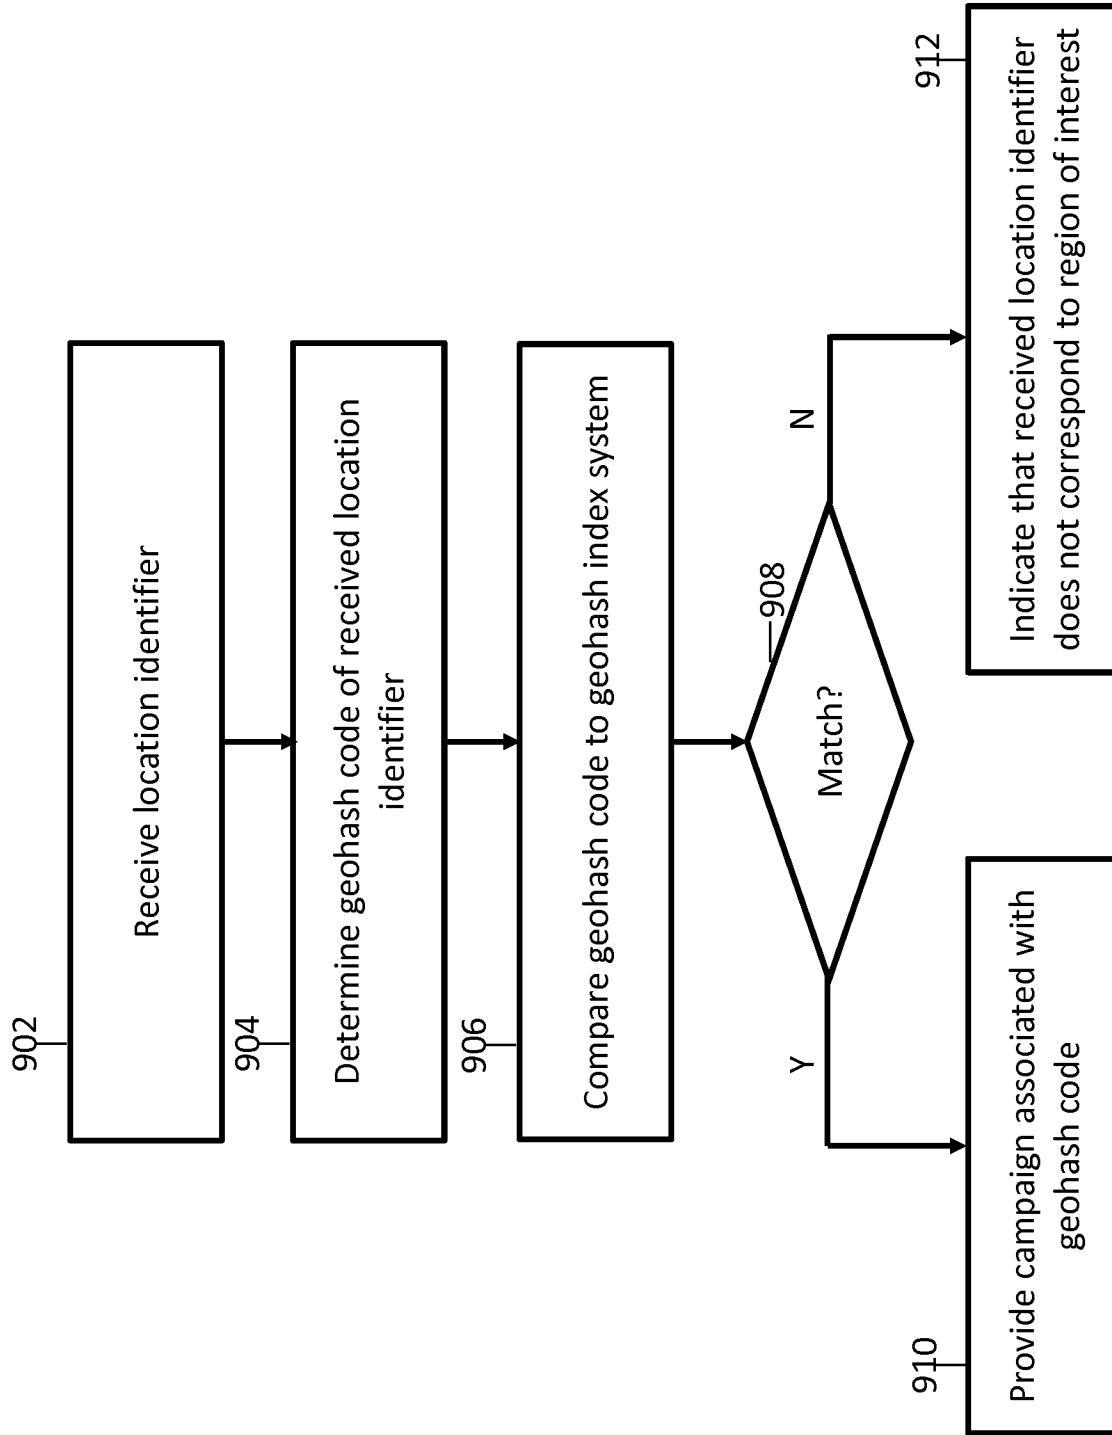 902
Receive location identifier
904
Determine geohash code of received location
identifier
906
Compare geohash code to geohash index system
908
Match?
Y
N
910
Provide campaign associated with
geohash code
912
Indicate that received location identifier
does not correspond to region of interest